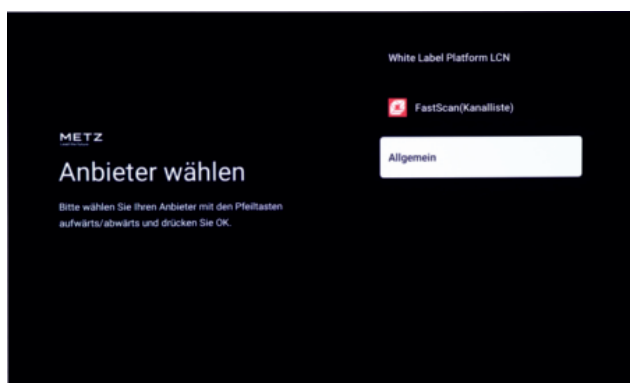 METZ
Anbieter wählen
Bitte wählen Sie Ihren Anbieter mit den Pfeiltasten
aufwärts/abwärts und drücken Sie OK.
White Label Platform LCN
FastScan(Kanalliste)
Allgemein